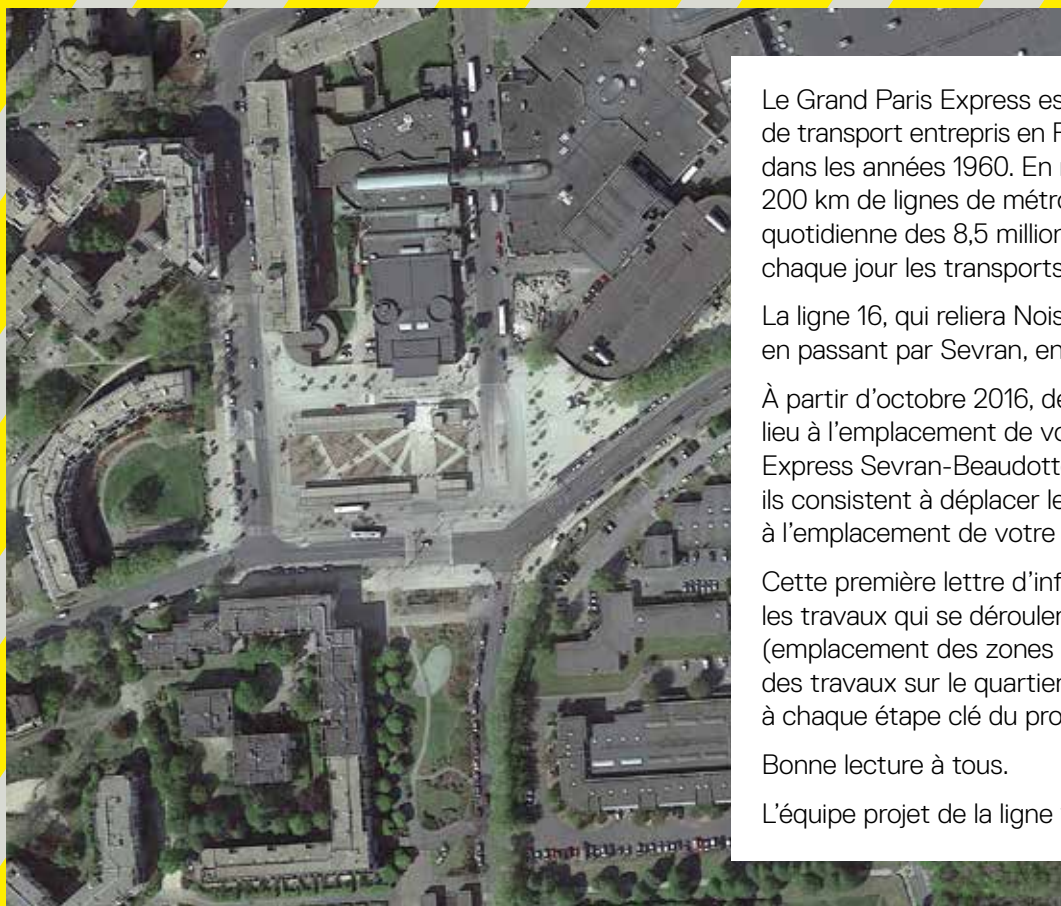 Le Grand Paris Express es
de transport entrepris en F
dans les années 1960. En
200 km de lignes de métro
quotidienne des 8,5 million
chaque jour les transports
La ligne 16, qui reliera Nois
en passant par Sevran, en
À partir d’octobre 2016, de
lieu à l’emplacement de vo
Express Sevran-Beaudott
ils consistent à déplacer le
à l’emplacement de votre
Cette première lettre d’inf
les travaux qui se dérouler
(emplacement des zones
des travaux sur le quartier
à chaque étape clé du pro
Bonne lecture à tous.
L’équipe projet de la ligne